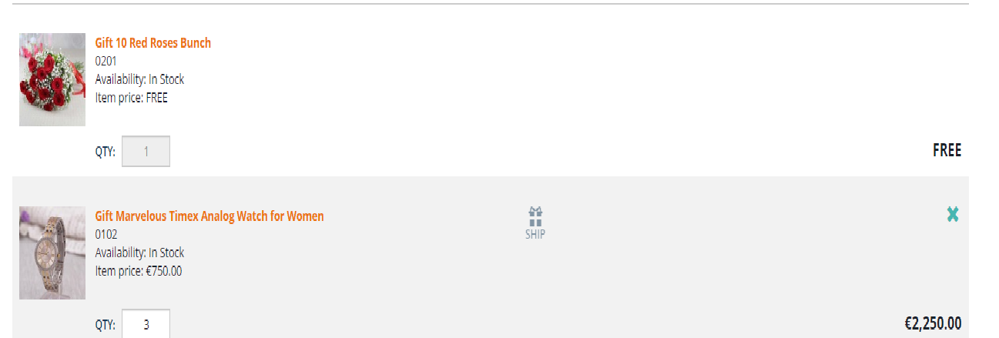 Gift 10 Red Roses Bunch
0201
Availability: In Stock
Item price: FREE
QTY: 1
FREE
Gift Marvelous Timex Analog Watch for Women
SHIP
0102
Availability: In Stock
Item price: €750.00
QTY: 3
€2,250.00